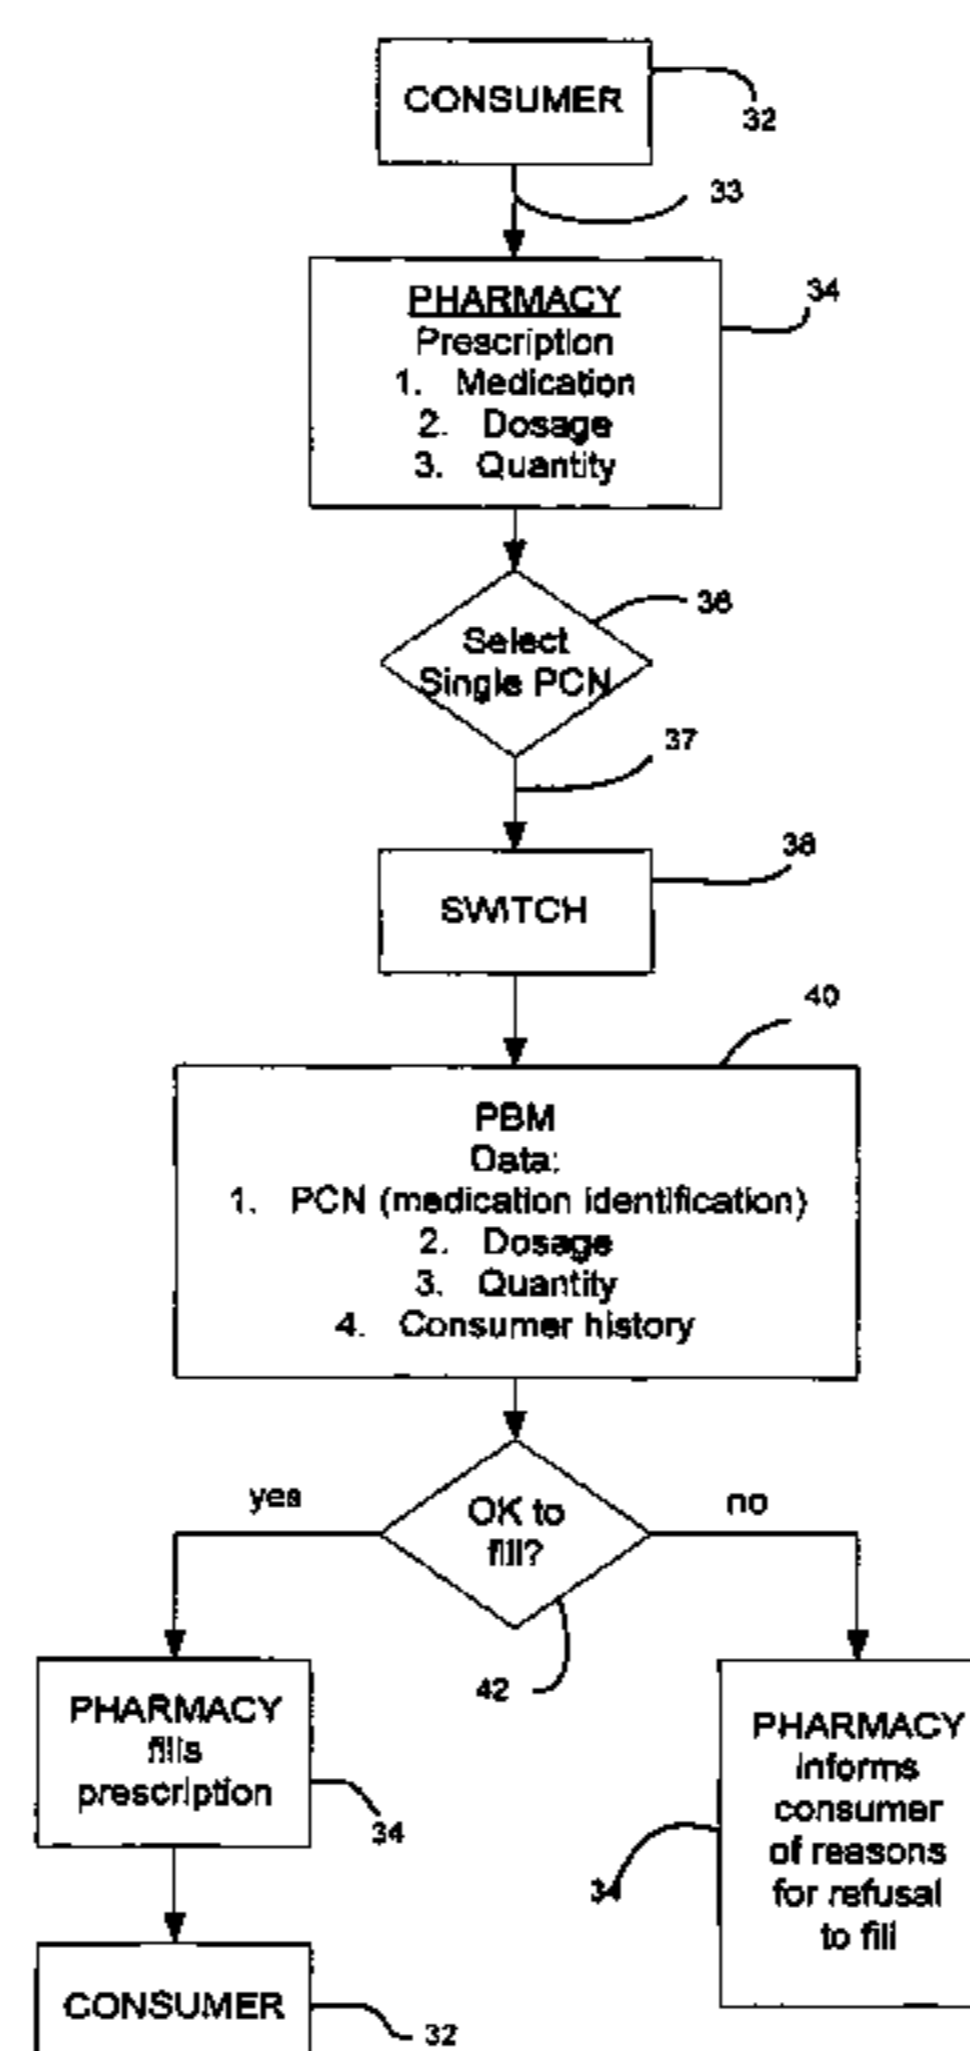 CONSUMER
32
33
PHARMACY
34
Prescription
1. Medication
2. Dosage
3. Quantity
36
Select
Single PCN
37
38
SWITCH
40
PBM
Data:
1. PCN (medication identification)
2. Dosage
3. Quantity
4. Consumer history
yes
no
OK to
fill?
42
PHARMACY
fills
prescription
34
PHARMACY
informs
consumer
of reasons
for refusal
to fill
34
CONSUMER
32